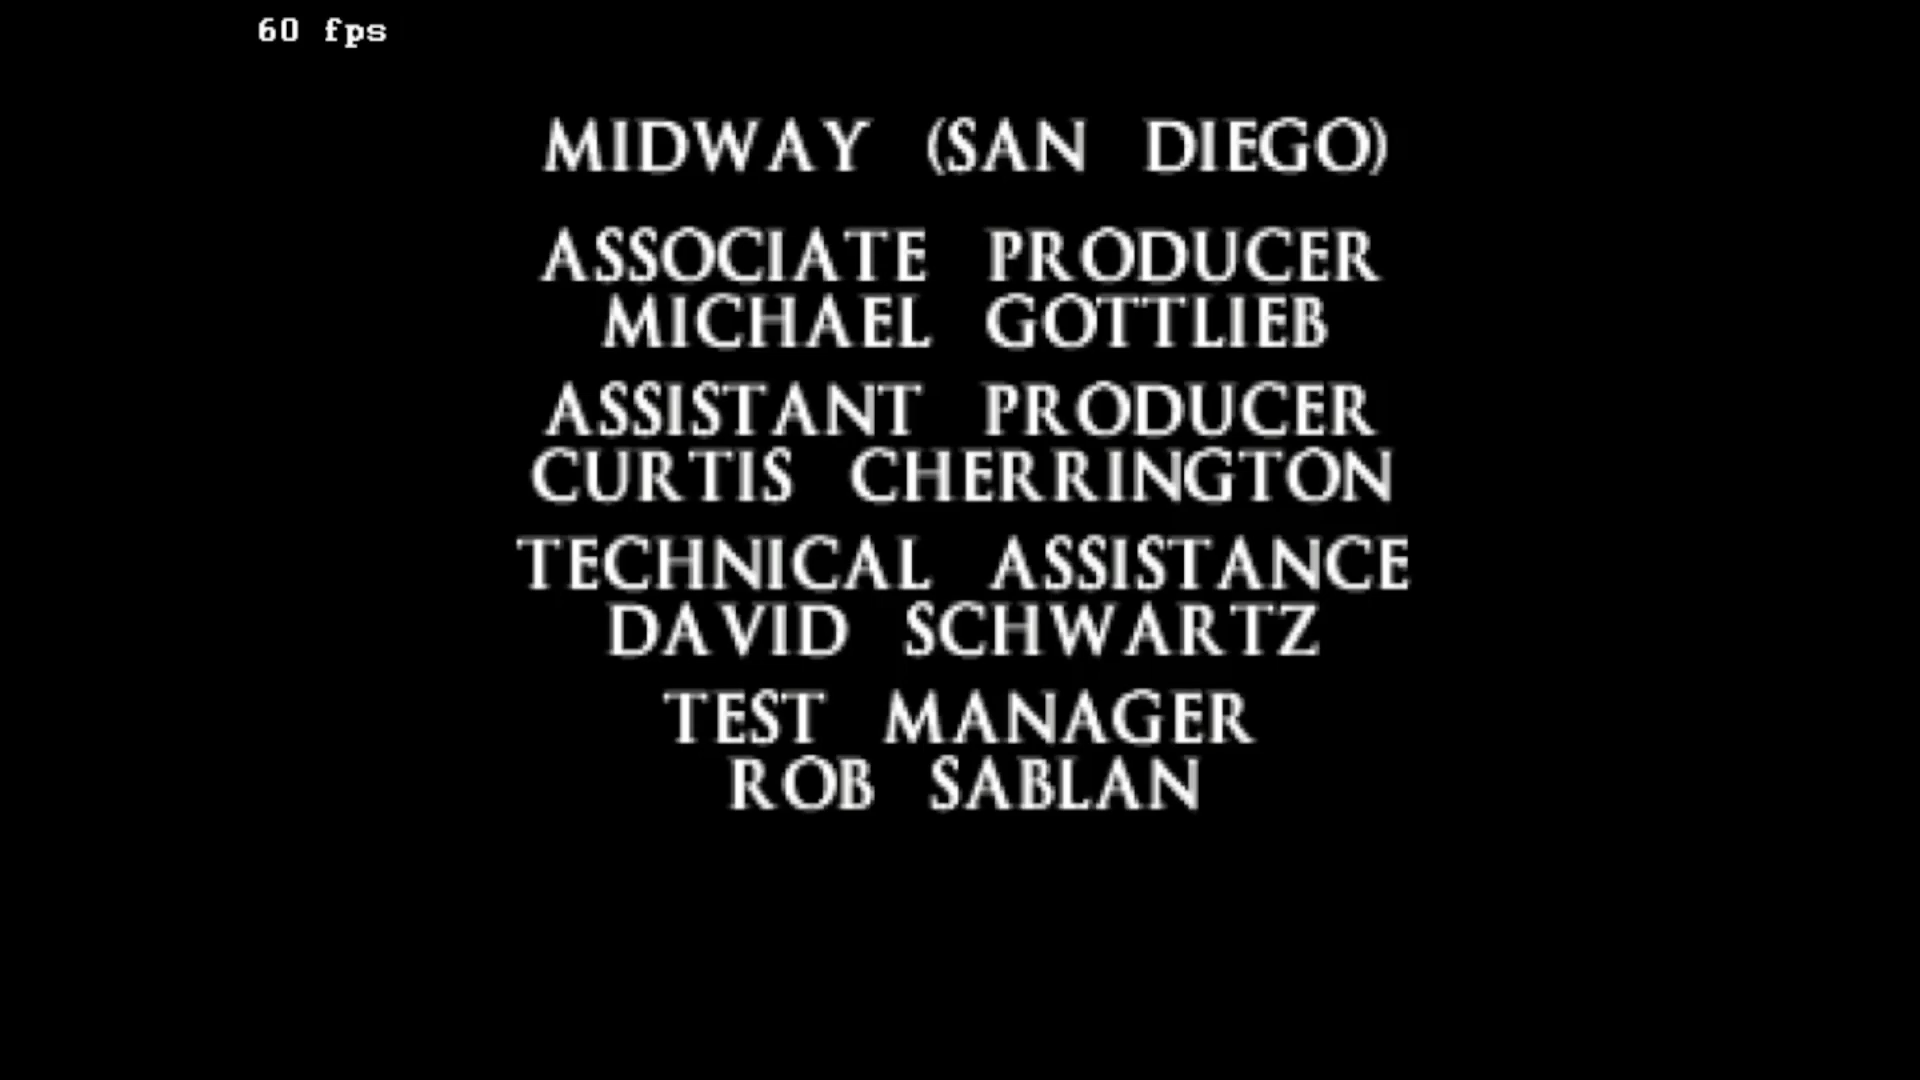 60 fps
MIDWAY (SAN DIEGO)
ASSOCIATE PRODUCER
MICHAEL GOTTLIEB
ASSISTANT PRODUCER
CURTIS CHERRINGTON
TECHNICAL ASSISTANCE
DAVID SCHWARTZ
TEST MANAGER
ROB SABLAN